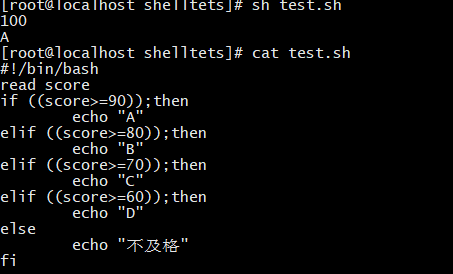 [root@localhost shelltets]# sh test.sh
100
A
[root@localhost shelltets]# cat test.sh
#!/bin/bash
read score
if ((score>=90));then
        echo "A"
elif ((score>=80));then
        echo "B"
elif ((score>=70));then
        echo "C"
elif ((score>=60));then
        echo "D"
else
        echo "不及格"
fi